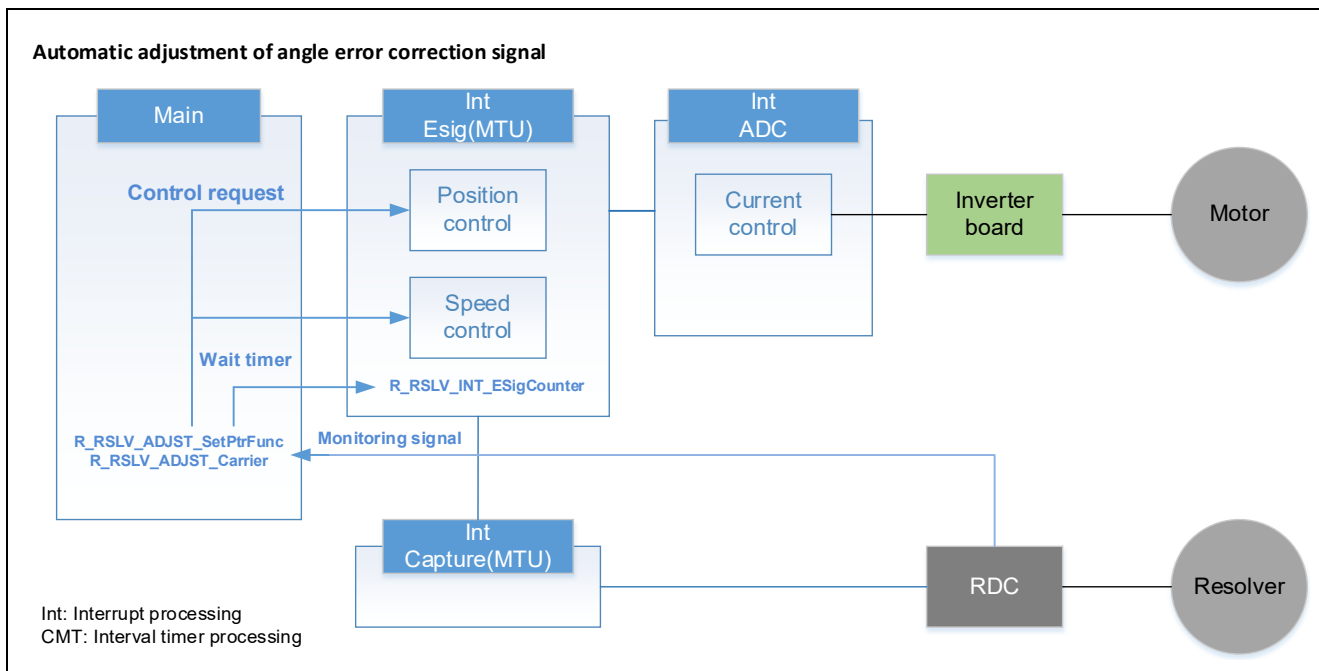 Automatic adjustment of angle error correction signal
Main
Int
Esig(MTU)
Int
ADC
Control request
Position
control
Current
control
Inverter
board
Motor
Speed
control
Wait timer
R_RSLV_INT_ESigCounter
R_RSLV_ADJST_SetPtrFunc
R_RSLV_ADJST_Carrier
Monitoring signal
Int
Capture(MTU)
RDC
Resolver
Int: Interrupt processing
CMT: Interval timer processing